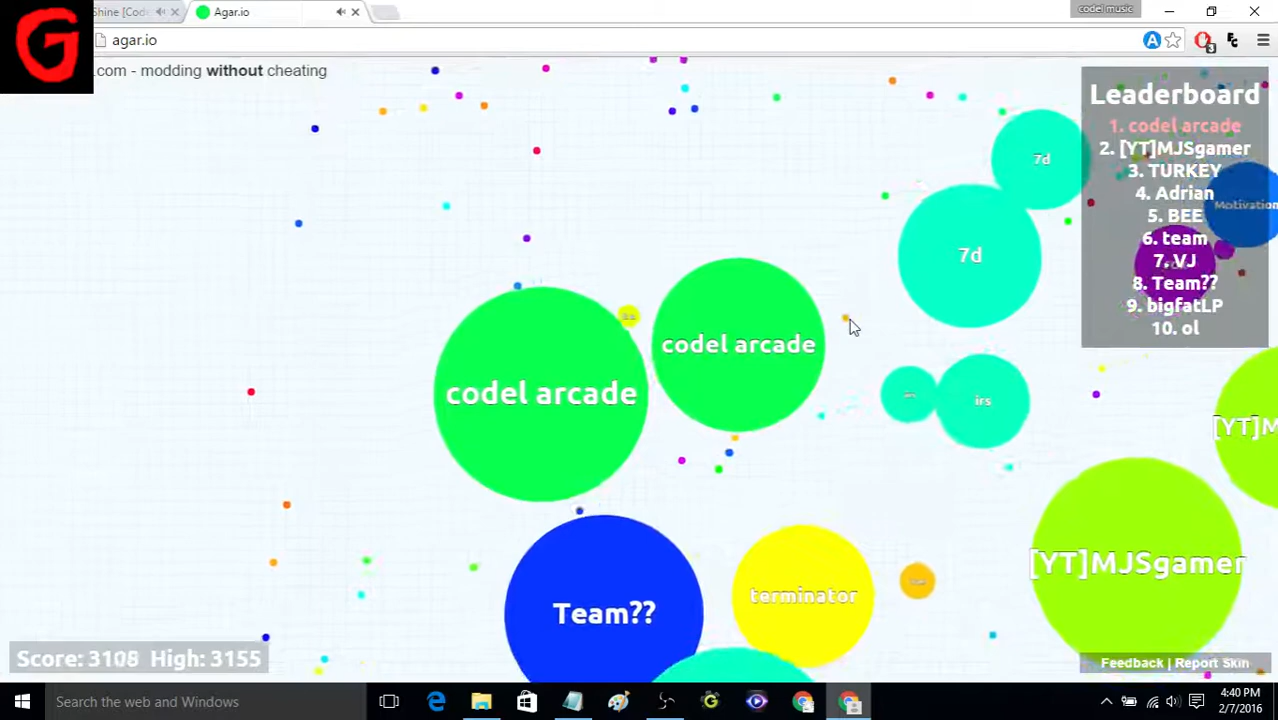 G
Shine [Code
Agar.io
codel music
agar.io
A
3
.com - modding without cheating
Leaderboard
1. codel arcade
2. [YT]MJSgamer
3. TURKEY
4. Adrian
5. BEE
6. team
7. VJ
8. Team??
9. bigfatLP
10. ol
7d
7d
Motivation
codel arcade
codel arcade
irs
[YT]M
[YT]MJSgamer
terminator
Team??
Score: 3108 High: 3155
Feedback | Report Skin
Search the web and Windows
4:40 PM
2/7/2016